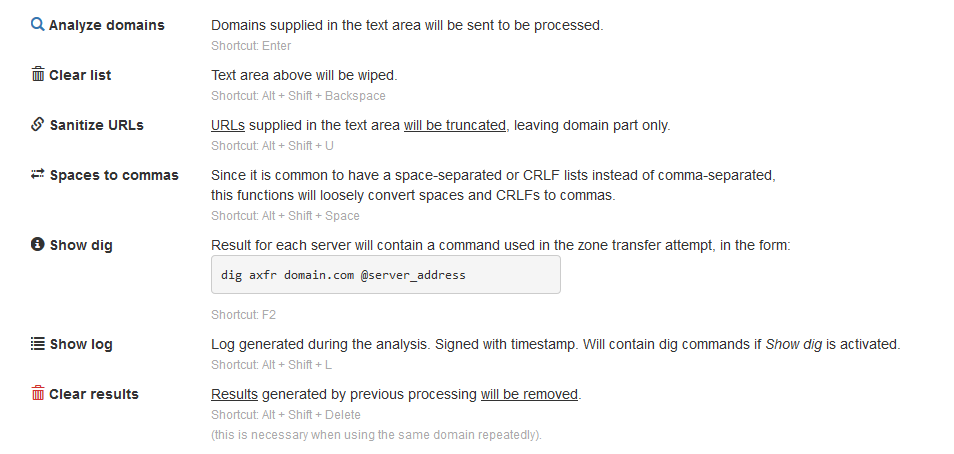 Analyze domains Domains supplied in the text area will be sent to be processed.
Shortcut: Enter
Clear list Text area above will be wiped.
Shortcut: Alt + Shift + Backspace
Sanitize URLs URLs supplied in the text area will be truncated, leaving domain part only.
Shortcut: Alt + Shift + U
Spaces to commas Since it is common to have a space-separated or CRLF lists instead of comma-separated,
this functions will loosely convert spaces and CRLFs to commas.
Shortcut: Alt + Shift + Space
Show dig Result for each server will contain a command used in the zone transfer attempt, in the form:
dig axfr domain.com @server_address
Shortcut: F2
Show log Log generated during the analysis. Signed with timestamp. Will contain dig commands if Show dig is activated.
Shortcut: Alt + Shift + L
Clear results Results generated by previous processing will be removed.
Shortcut: Alt + Shift + Delete
(this is necessary when using the same domain repeatedly).